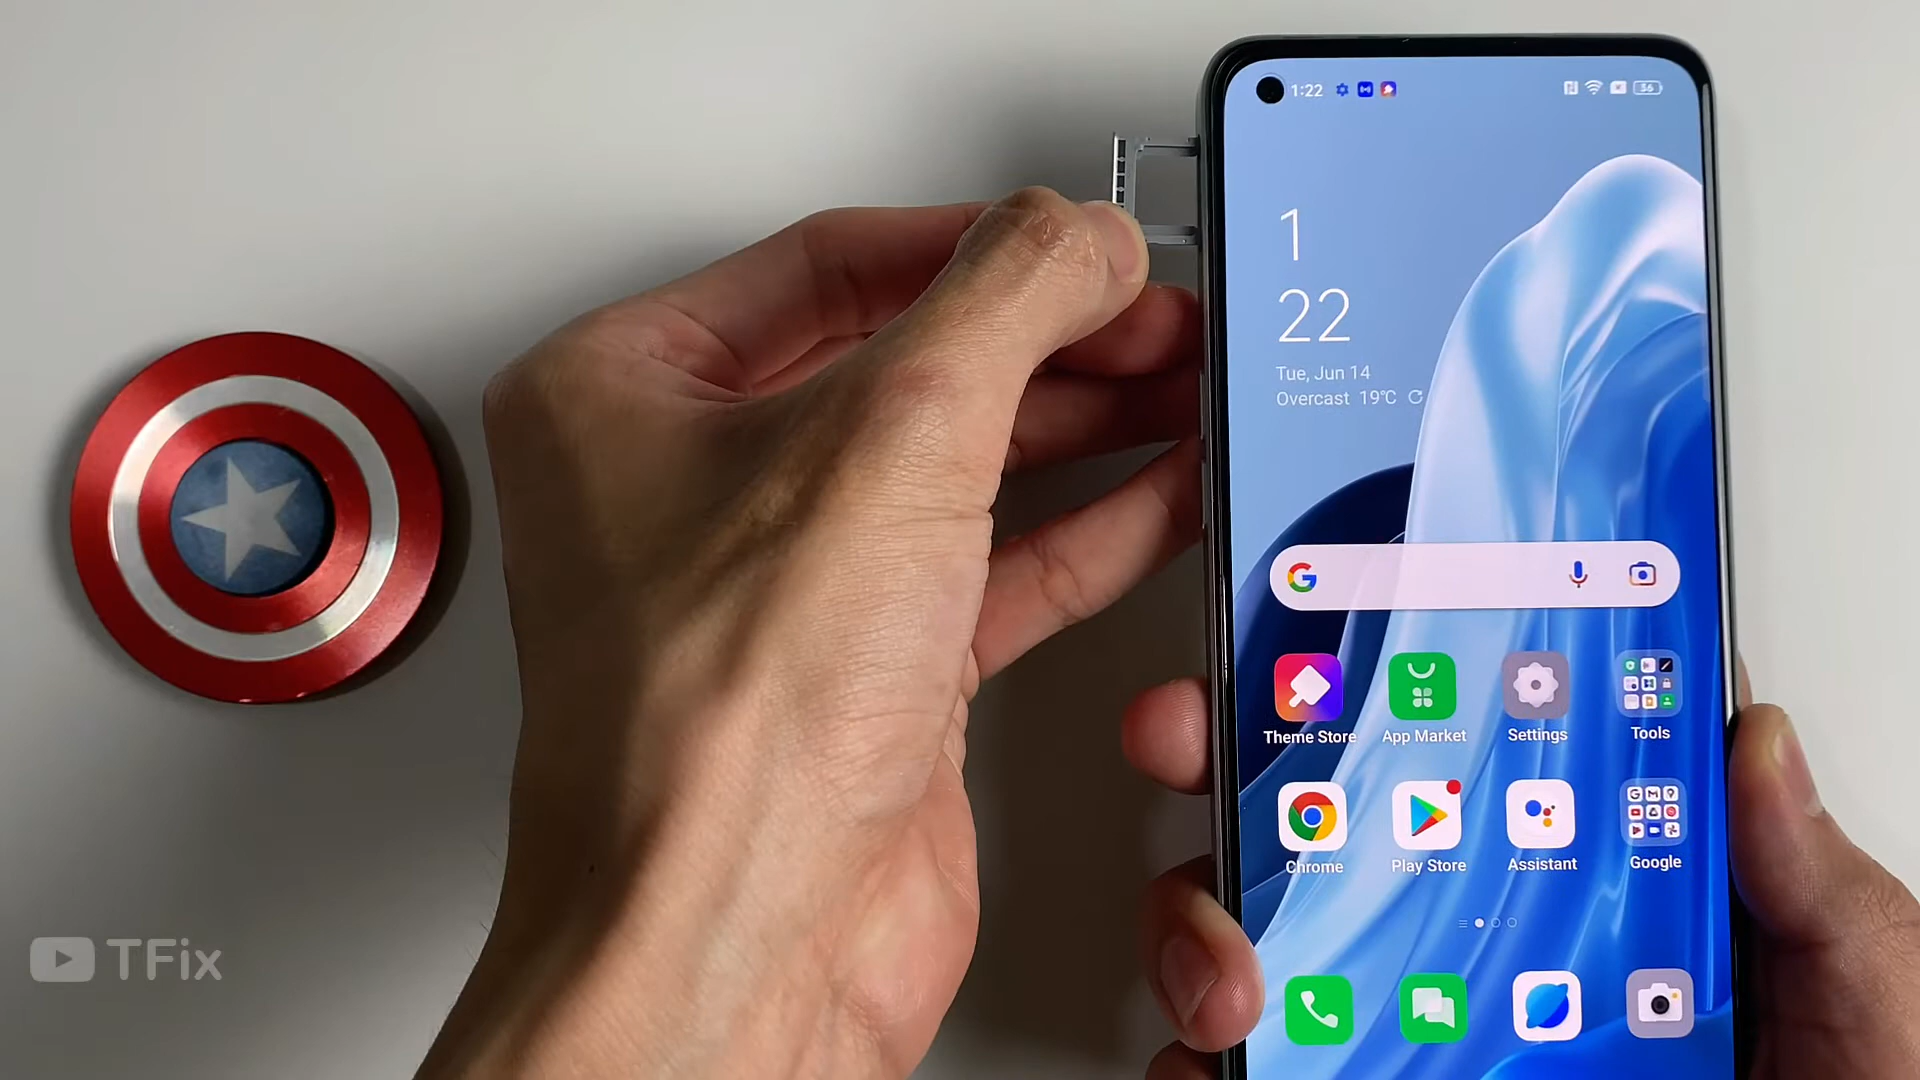 1:22
36
1
22
Tue, Jun 14
Overcast 19℃
G
Theme Store
App Market
Settings
Tools
Chrome
Play Store
Assistant
Google
TFix